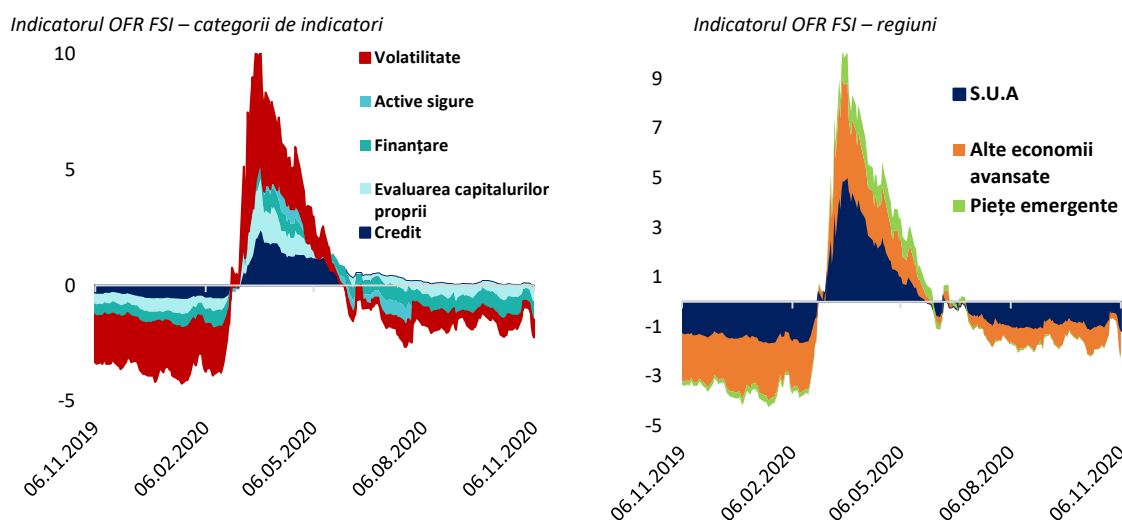 Indicatorul OFR FSI – categorii de indicatori
10
5
0
-5
Volatilitate
Active sigure
Finanțare
Evaluarea capitalurilor
proprii
Credit
06.11.2019
06.02.2020
06.05.2020
06.08.2020
06.11.2020
Indicatorul OFR FSI – regiuni
9
7
5
3
1
-1
-3
-5
S.U.A
Alte economii
avansate
Piețe emergente
06.11.2019
06.02.2020
06.05.2020
06.08.2020
06.11.2020